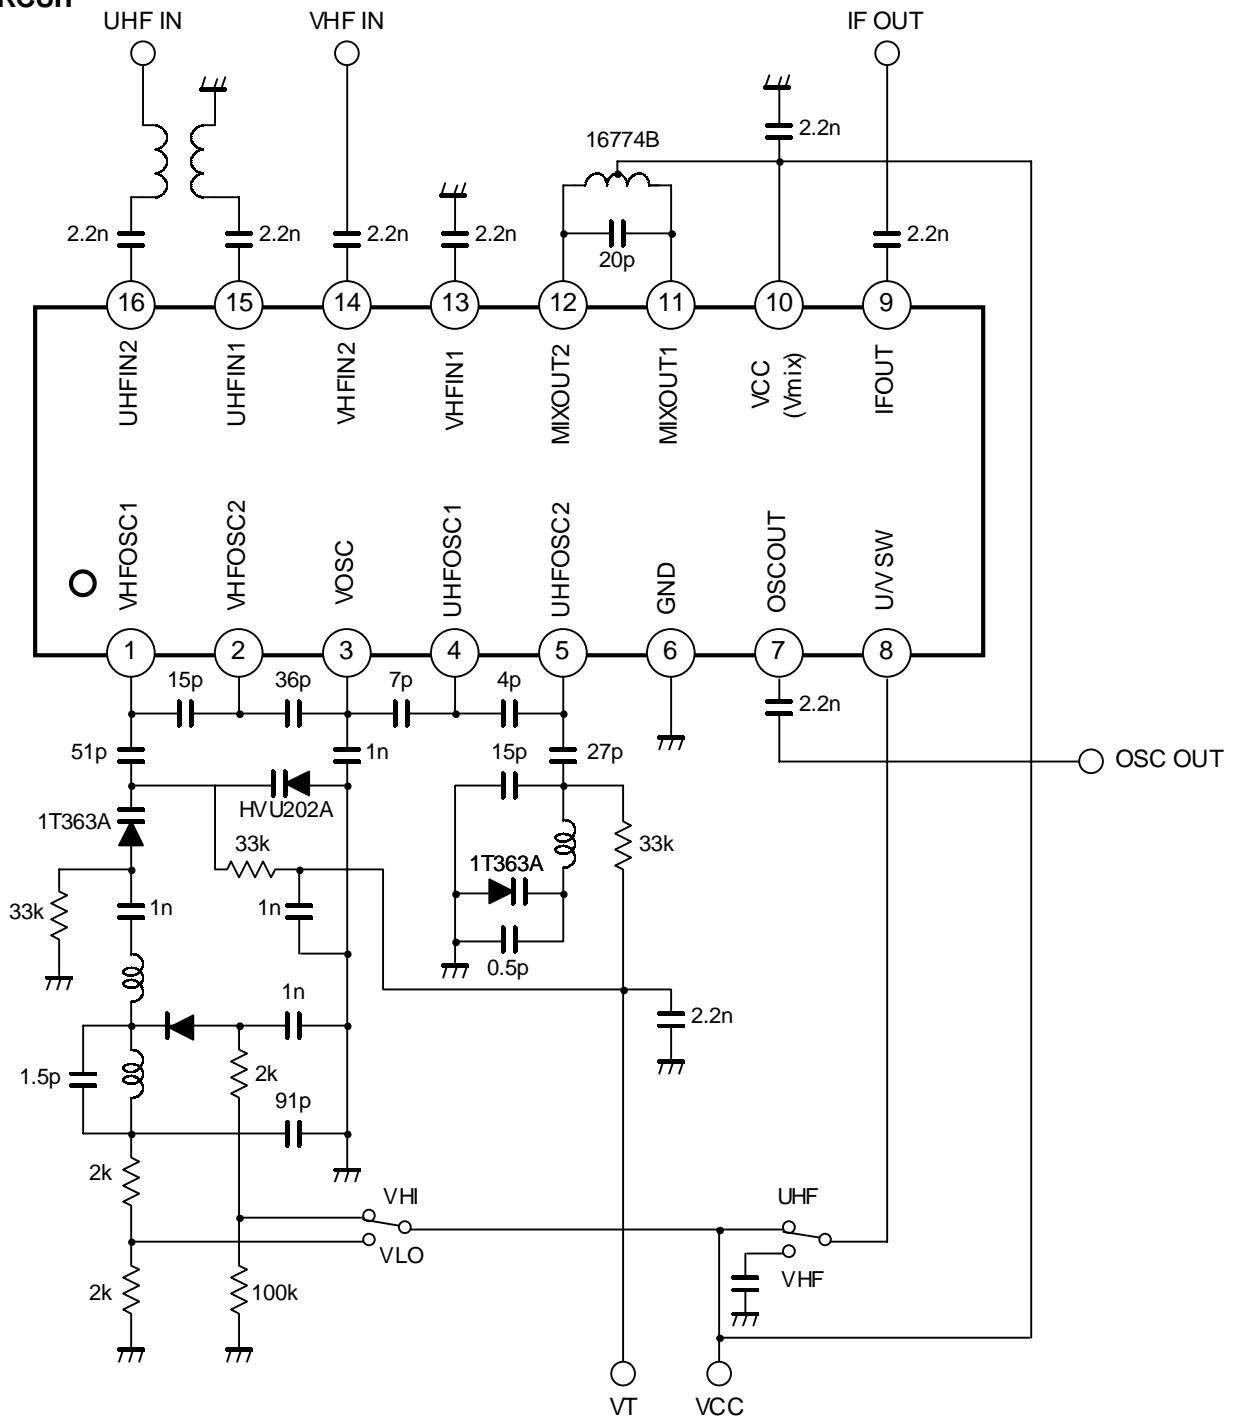 UHF IN
VHF IN
IF OUT
2.2n
16774B
2.2n
2.2n
2.2n
2.2n
20p
2.2n
16
15
14
13
12
11
10
9
UHFIN2
UHFIN1
VHFIN2
VHFIN1
MIXOUT2
MIXOUT1
VCC
(Vmix)
IFOUT
VHFOSC1
VHFOSC2
VOSC
UHFOSC1
UHFOSC2
GND
OSCOUT
U/V SW
1
2
3
4
5
6
7
8
15p
36p
7p
4p
2.2n
51p
1n
15p
27p
OSC OUT
1T363A
HVU202A
33k
1T363A
33k
33k
1n
1n
0.5p
1n
2.2n
1.5p
2k
91p
2k
VHI
UHF
VLO
VHF
2k
100k
VT
VCC